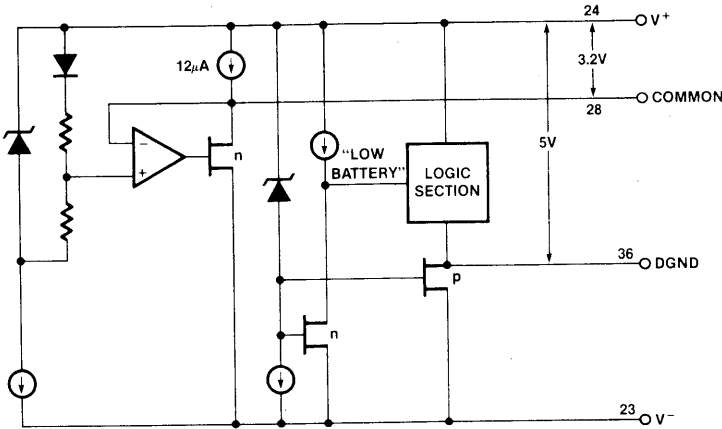 24
V+
12µA
3.2V
COMMON
28
n
−
+
5V
"LOW
BATTERY"
LOGIC
SECTION
36
DGND
p
n
23
V−